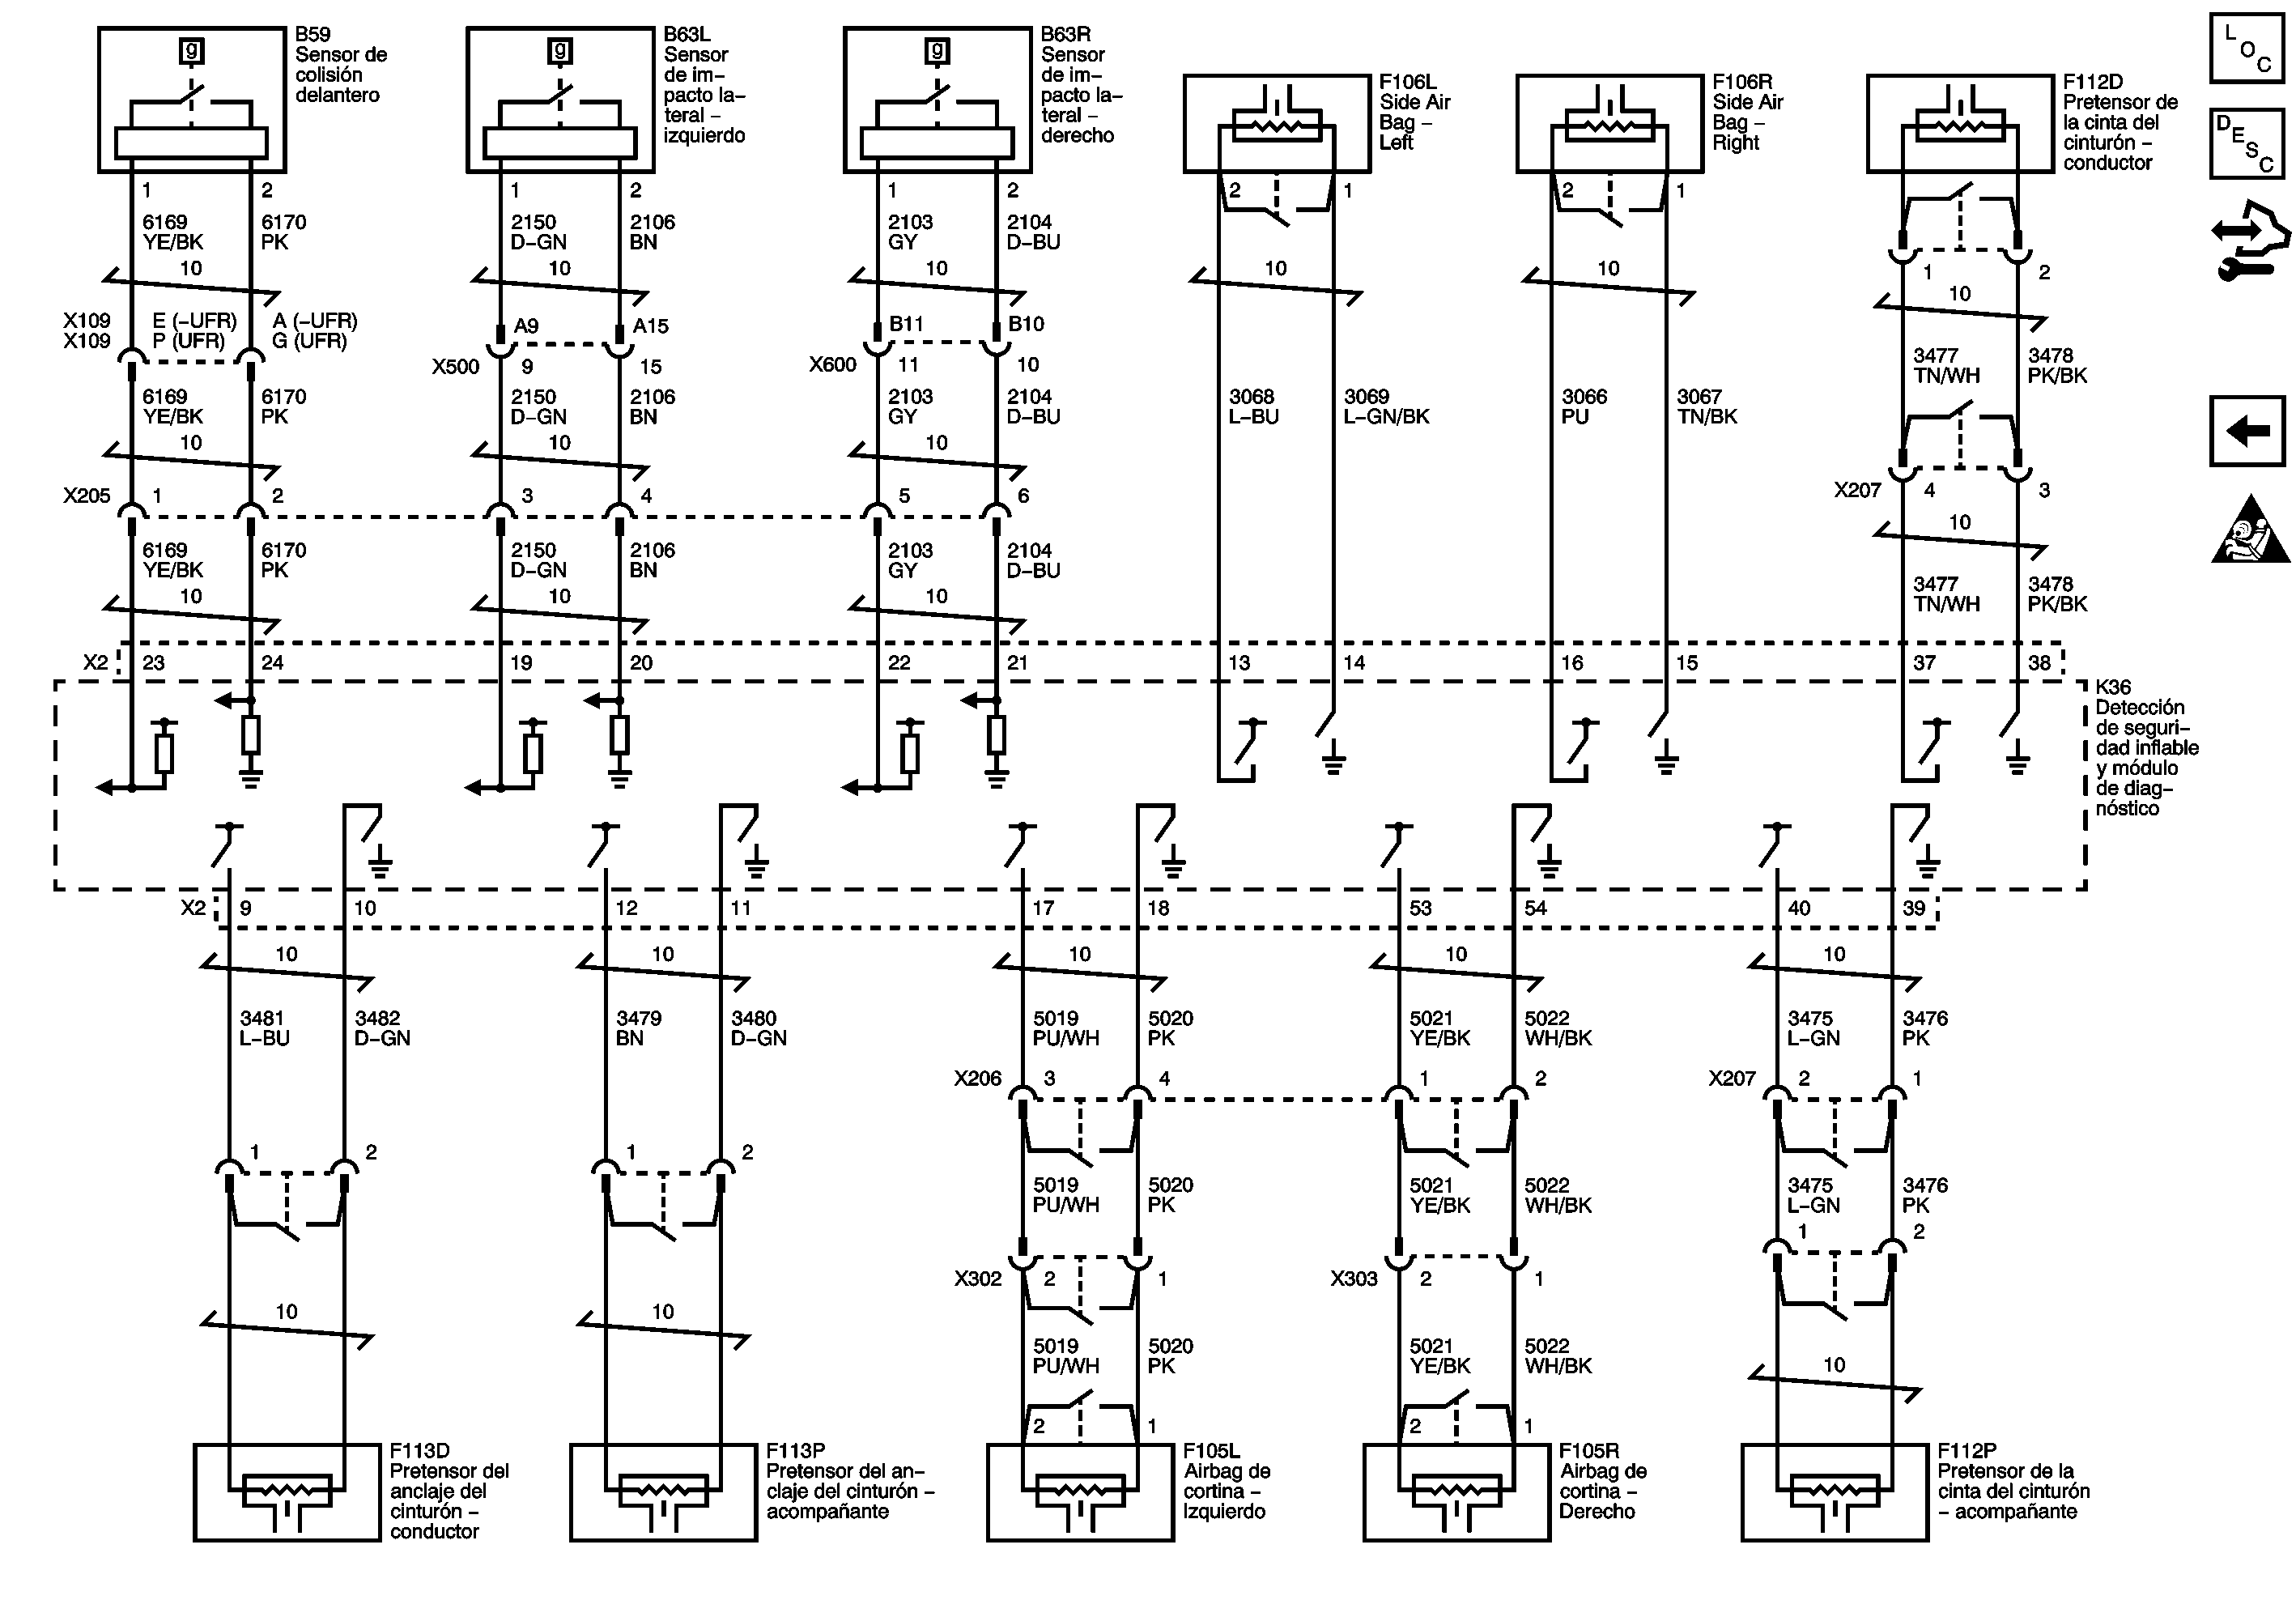 B59
Sensor de
colisión
delantero
g
1
2
6169
YE/BK
6170
PK
10
X109
X109
E (–UFR)
P (UFR)
A (–UFR)
G (UFR)
6169
YE/BK
6170
PK
10
X205
1
2
6169
YE/BK
6170
PK
10
B63L
Sensor
de im–
pacto la–
teral –
izquierdo
g
1
2
2150
D–GN
2106
BN
10
A9
A15
X500
9
15
2150
D–GN
2106
BN
10
3
4
2150
D–GN
2106
BN
10
B63R
Sensor
de im–
pacto la–
teral –
derecho
g
1
2
2103
GY
2104
D–BU
10
B11
B10
X600
11
10
2103
GY
2104
D–BU
10
5
6
2103
GY
2104
D–BU
10
F106L
Side Air
Bag –
Left
2
1
10
3068
L–BU
3069
L–GN/BK
F106R
Side Air
Bag –
Right
2
1
10
3066
PU
3067
TN/BK
F112D
Pretensor de
la cinta del
cinturón –
conductor
1
2
10
3477
TN/WH
3478
PK/BK
X207
4
3
10
3477
TN/WH
3478
PK/BK
L
O
C
D
E
S
C
X2
23
24
19
20
22
21
13
14
16
15
37
38
K36
Detección
de seguri–
dad inflable
y módulo
de diag–
nóstico
X2
9
10
12
11
17
18
53
54
40
39
10
3481
L–BU
3482
D–GN
1
2
10
F113D
Pretensor del
anclaje del
cinturón –
conductor
10
3479
BN
3480
D–GN
1
2
10
F113P
Pretensor del an–
claje del cinturón –
acompañante
10
5019
PU/WH
5020
PK
X206
3
4
5019
PU/WH
5020
PK
X302
2
1
5019
PU/WH
5020
PK
2
1
F105L
Airbag de
cortina –
Izquierdo
10
5021
YE/BK
5022
WH/BK
1
2
5021
YE/BK
5022
WH/BK
X303
2
1
5021
YE/BK
5022
WH/BK
2
1
F105R
Airbag de
cortina –
Derecho
10
3475
L–GN
3476
PK
X207
2
1
3475
L–GN
3476
PK
1
2
10
F112P
Pretensor de la
cinta del cinturón
– acompañante